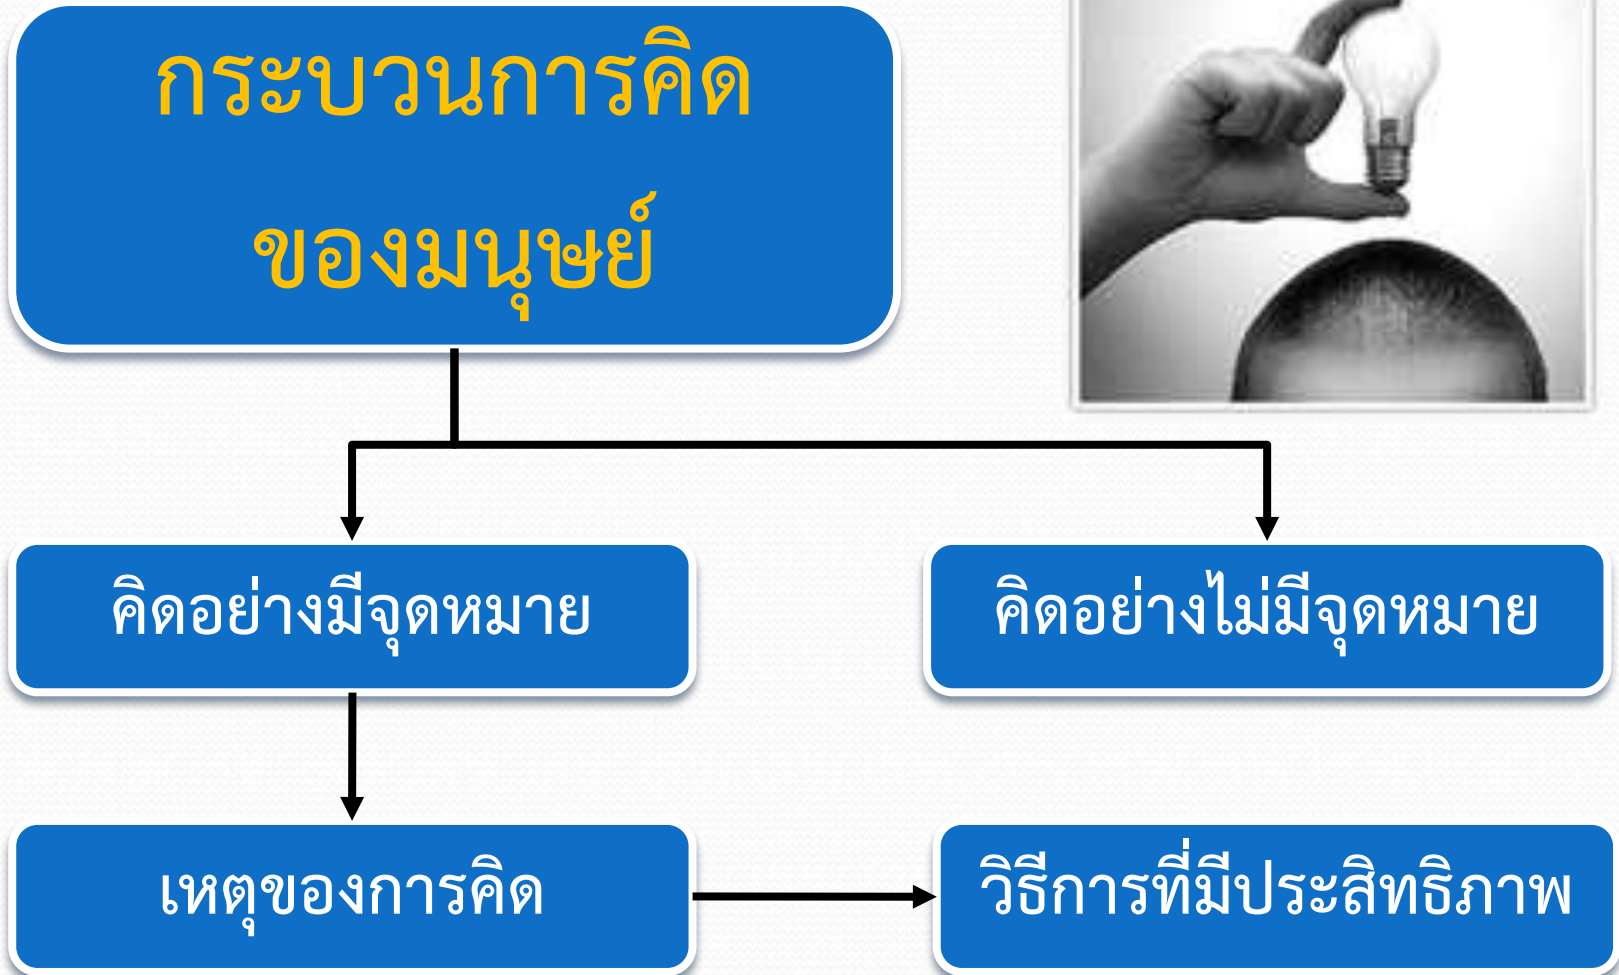 กระบวนการคิด
ของมนุษย์
คิดอย่างมีจุดหมาย
คิดอย่างไม่มีจุดหมาย
เหตุของการคิด
วิธีการที่มีประสิทธิภาพ